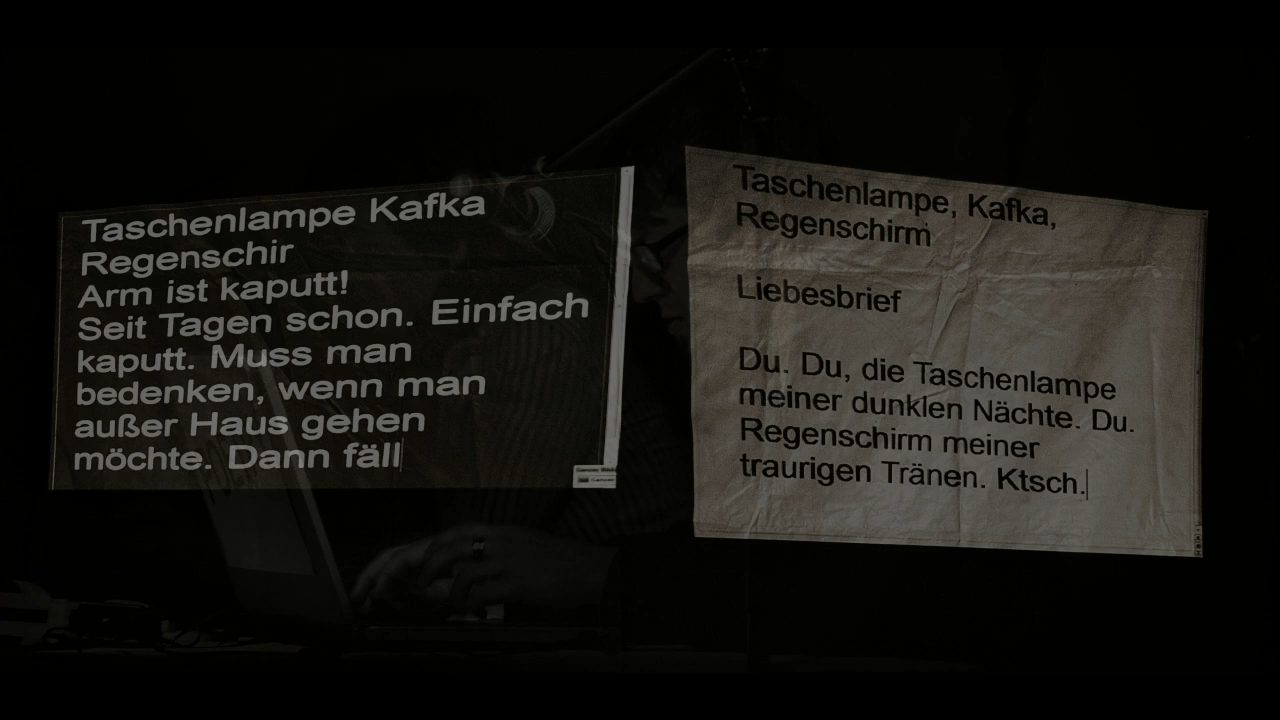 Taschenlampe Kafka
Regenschir
Arm ist kaputt!
Seit Tagen schon. Einfach
kaputt. Muss man
bedenken, wenn man
außer Haus gehen
möchte. Dann fäll
Taschenlampe, Kafka,
Regenschirm
Liebesbrief
Du. Du, die Taschenlampe
meiner dunklen Nächte. Du.
Regenschirm meiner
traurigen Tränen. Ktsch.